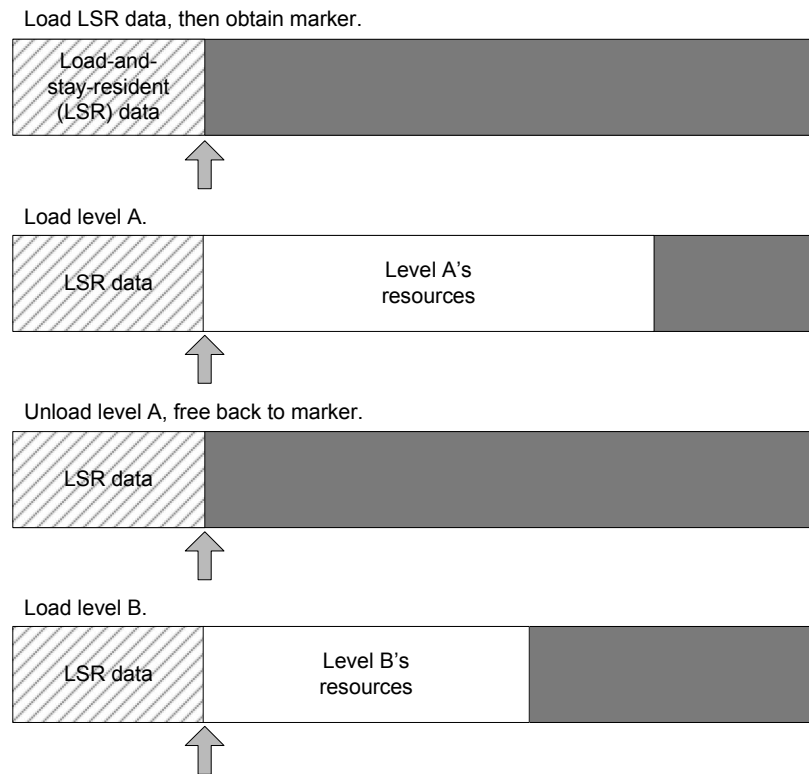 Load LSR data, then obtain marker.
Load-and-
stay-resident
(LSR) data
Load level A.
LSR data
Level A’s
resources
Unload level A, free back to marker.
LSR data
Load level B.
LSR data
Level B’s
resources